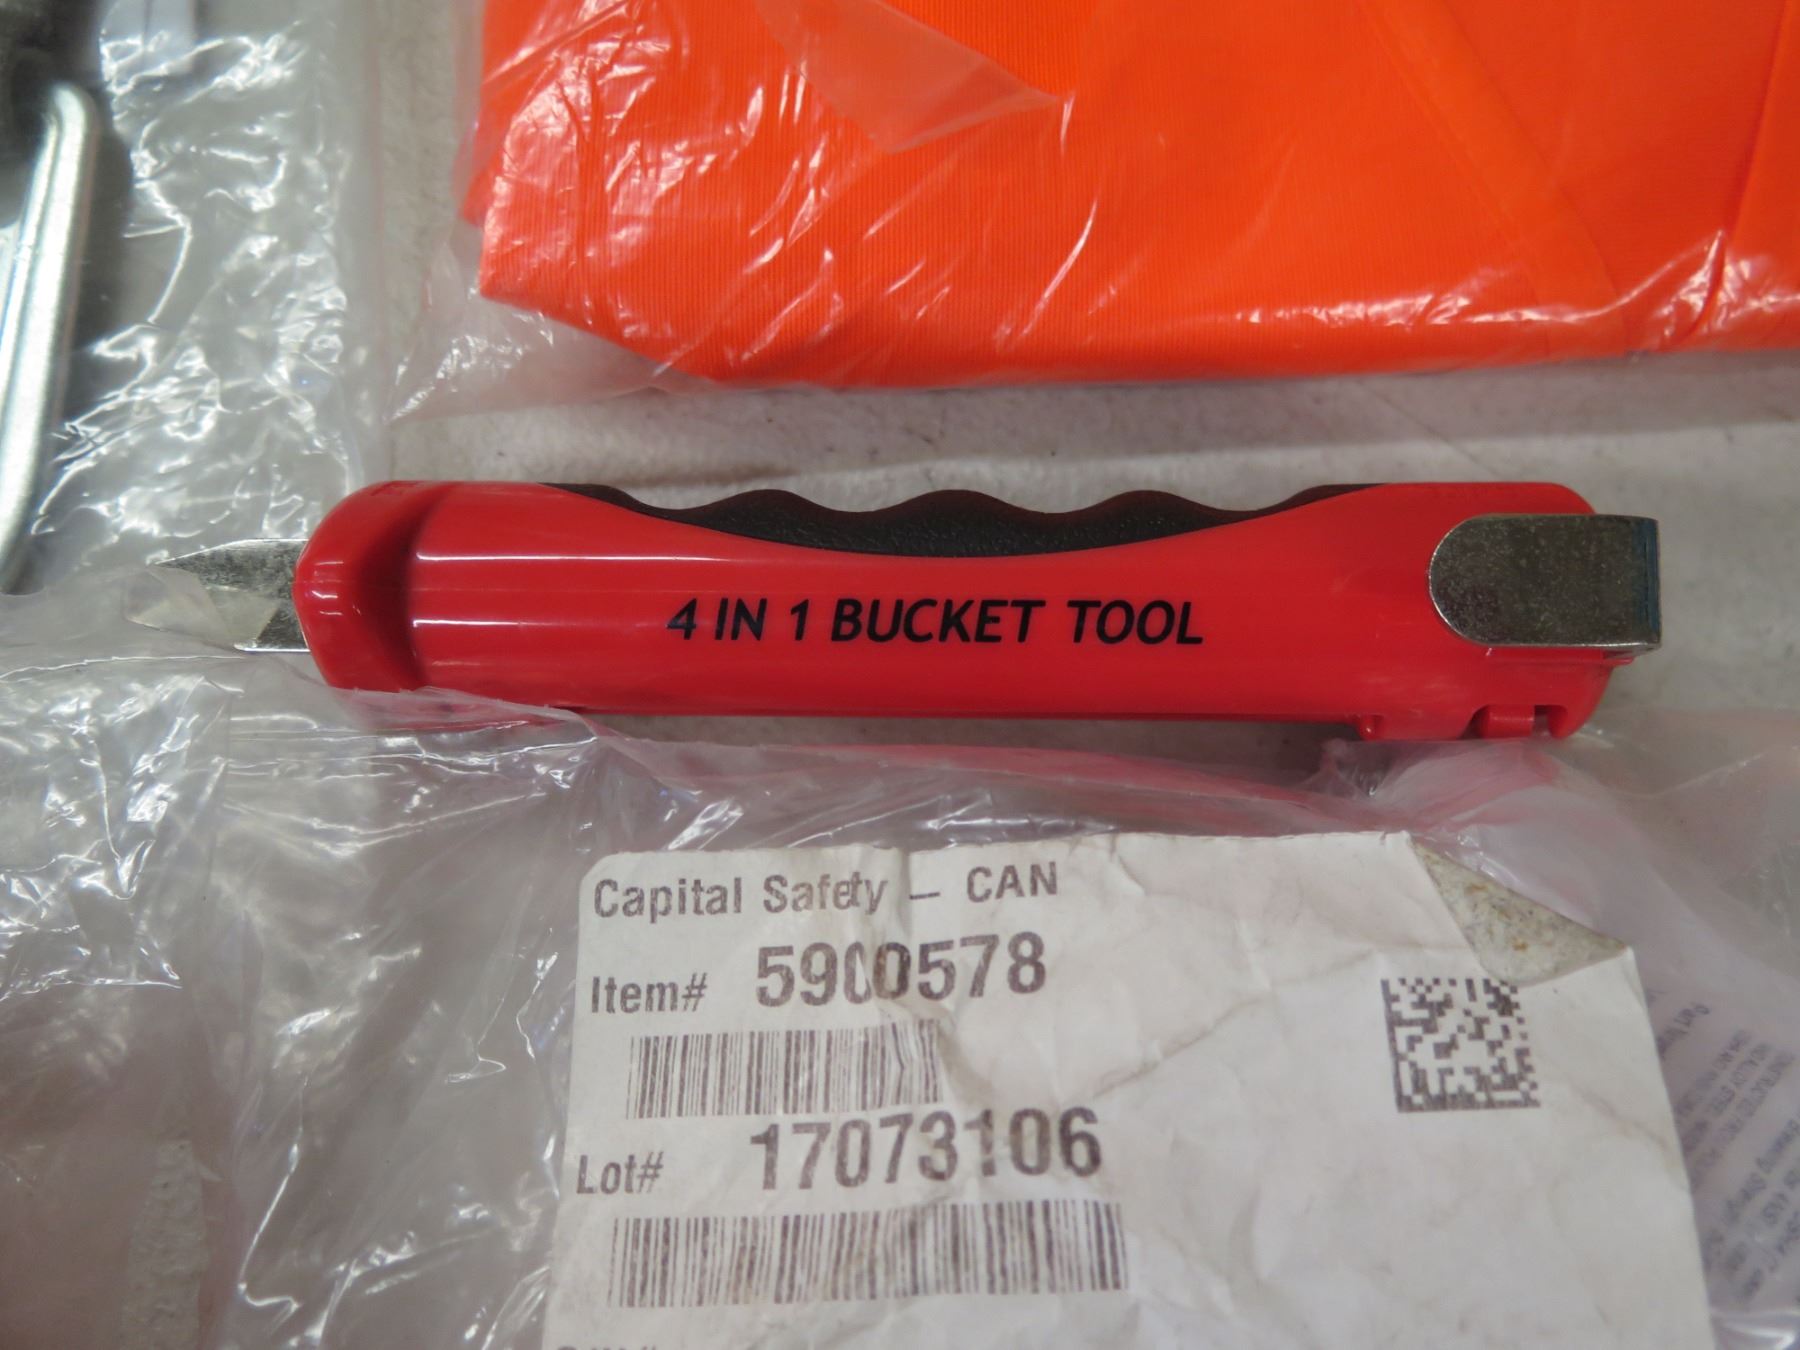 4 IN 1 BUCKET TOOL
Capital Safety – CAN
Item# 5900578
Lot# 17073106